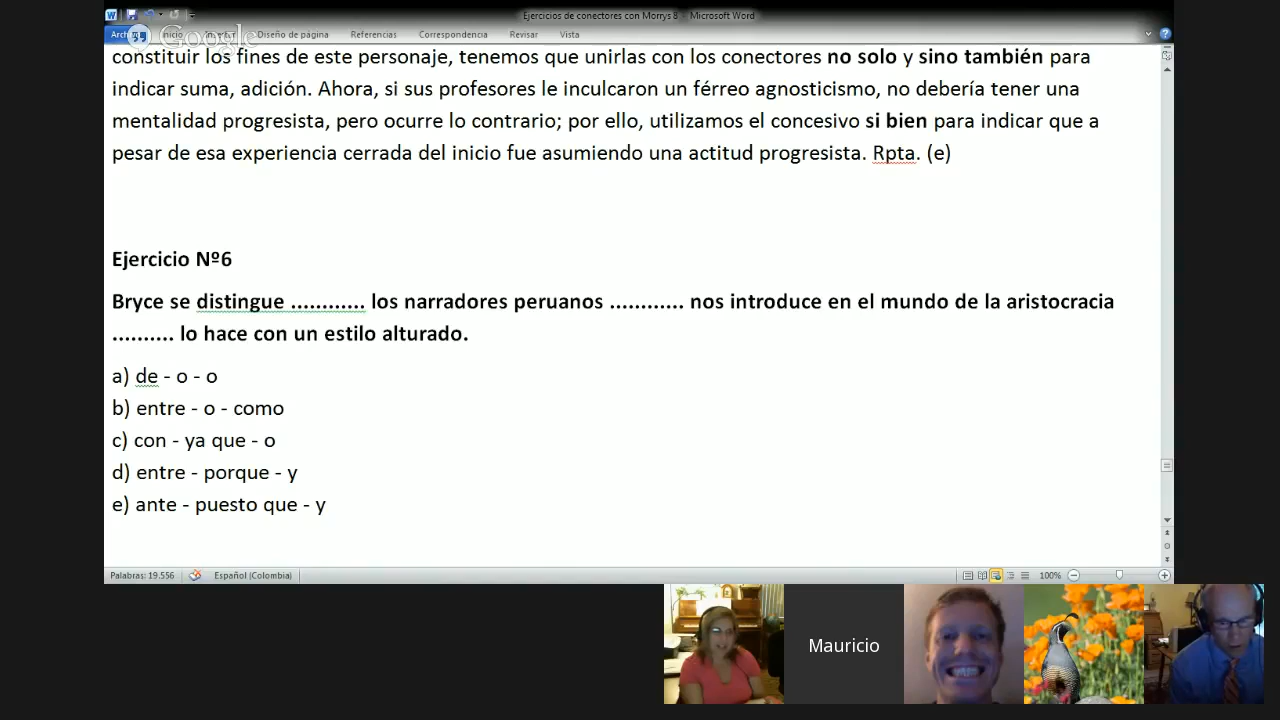 Ejercicios de conectores con Morrys 8 - Microsoft Word
Google
Diseño de página Referencias Correspondencia Revisar Vista
constituir los fines de este personaje, tenemos que unirlas con los conectores no solo y sino también para
indicar suma, adición. Ahora, si sus profesores le inculcaron un férreo agnosticismo, no debería tener una
mentalidad progresista, pero ocurre lo contrario; por ello, utilizamos el concesivo si bien para indicar que a
pesar de esa experiencia cerrada del inicio fue asumiendo una actitud progresista. Rpta. (e)
Ejercicio Nº6
Bryce se distingue ............ los narradores peruanos ............ nos introduce en el mundo de la aristocracia
.......... lo hace con un estilo alturado.
a) de - o - o
b) entre - o - como
c) con - ya que - o
d) entre - porque - y
e) ante - puesto que - y
Palabras: 19.556 Español (Colombia) 100%
Mauricio